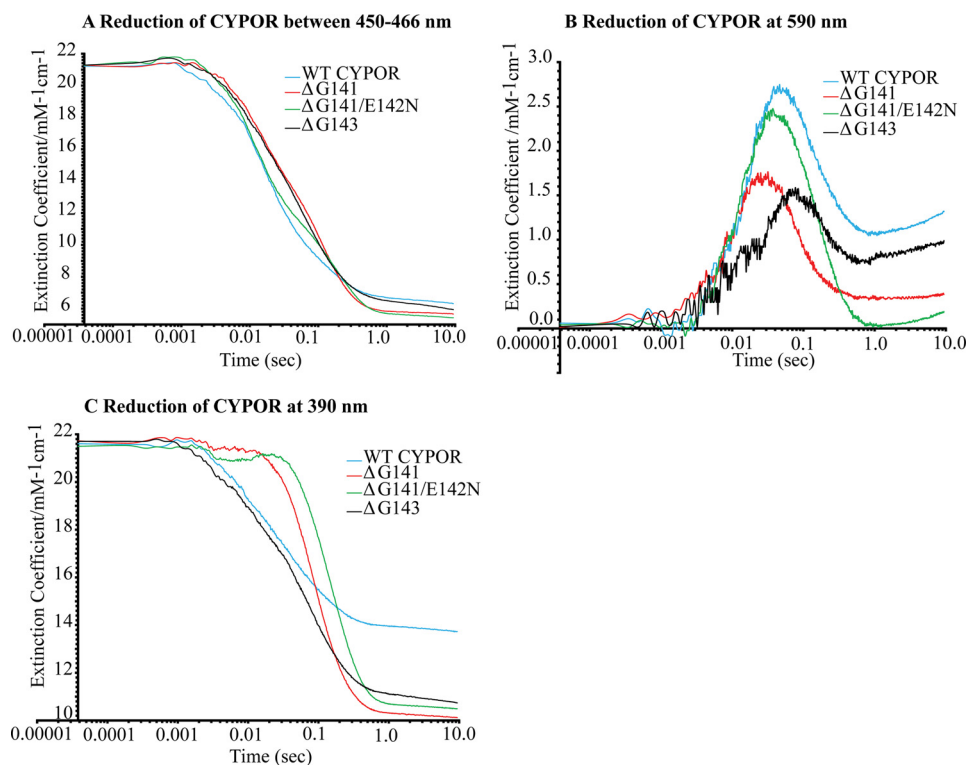 A Reduction of CYPOR between 450-466 nm
Extinction Coefficient/mM-1cm-1
22
20
18
16
14
12
10
8
6
WT CYPOR
ΔG141
ΔG141/E142N
ΔG143
0.00001 0.0001 0.001 0.01 0.1 1.0 10.0
Time (sec)
B Reduction of CYPOR at 590 nm
Extinction Coefficient /mM-1cm-1
3.0
2.5
2.0
1.5
1.0
0.5
0.0
WT CYPOR
ΔG141
ΔG141/E142N
ΔG143
0.00001 0.0001 0.001 0.01 0.1 1.0 10.0
Time (sec)
C Reduction of CYPOR at 390 nm
Extinction Coefficient/mM-1cm-1
22
20
18
16
14
12
10
WT CYPOR
ΔG141
ΔG141/E142N
ΔG143
0.00001 0.0001 0.001 0.01 0.1 1.0 10.0
Time (sec)